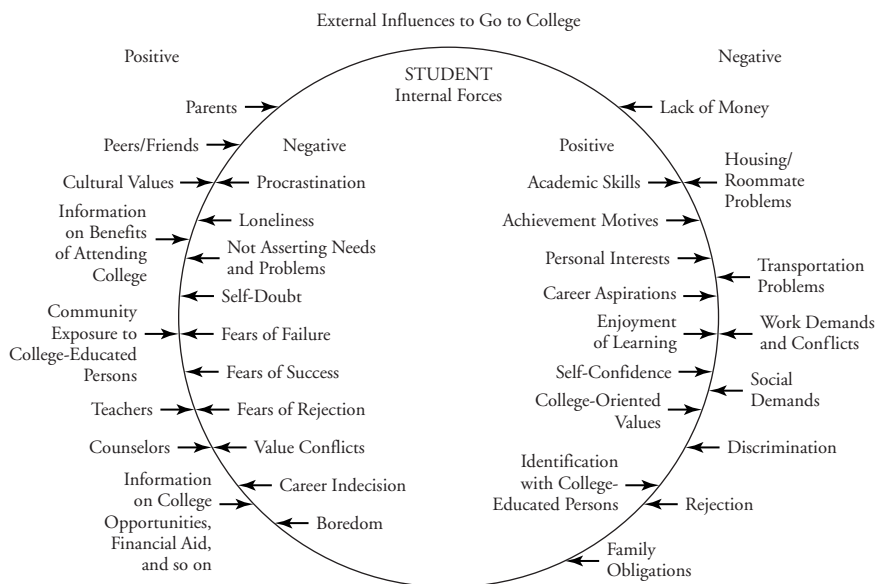 External Influences to Go to College
Positive
Negative
STUDENT
Internal Forces
Parents
Lack of Money
Peers/Friends
Negative
Positive
Cultural Values
Procrastination
Academic Skills
Housing/
Roommate
Problems
Information
on Benefits
of Attending
College
Loneliness
Achievement Motives
Not Asserting Needs
and Problems
Personal Interests
Transportation
Problems
Self-Doubt
Career Aspirations
Community
Exposure to
College-Educated
Persons
Fears of Failure
Enjoyment
of Learning
Work Demands
and Conflicts
Fears of Success
Self-Confidence
Social
Demands
Teachers
Fears of Rejection
College-Oriented
Values
Counselors
Value Conflicts
Discrimination
Information
on College
Opportunities,
Financial Aid,
and so on
Career Indecision
Identification
with College-
Educated Persons
Rejection
Boredom
Family
Obligations